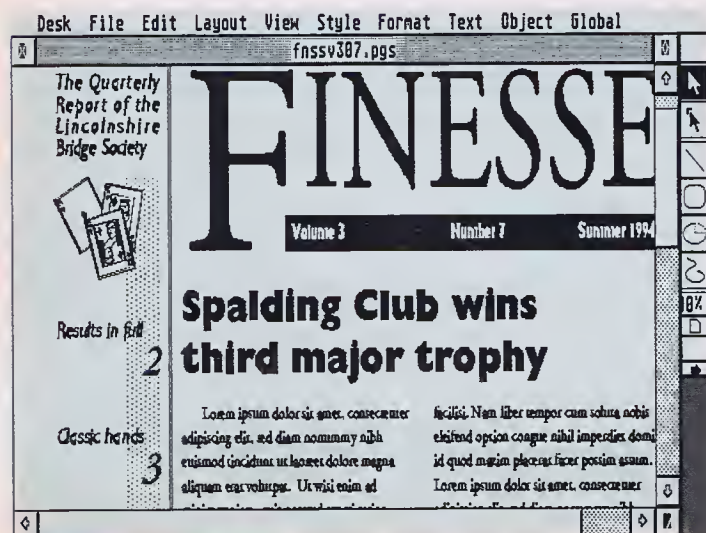 Desk File Edit Layout View Style Format Text Object Global
fnssv307.pgs
The Quarterly
Report of the
Lincolnshire
Bridge Society
FINESSE
Volume 3 Number 7 Summer 1994
Results in full
2
Classic hands
3
Spalding Club wins
third major trophy
Lorem ipsum dolor sit amet, consectetuer
adipiscing elit, sed diam nonummy nibh
euismod tincidunt ut laoreet dolore magna
aliquam erat volutpat. Ut wisi enim ad
facilisi. Nam liber tempor cum soluta nobis
eleifend option congue nihil imperdiet domi
id quod mazim placerat facer possim assum.
Lorem ipsum dolor sit amet, consectetuer